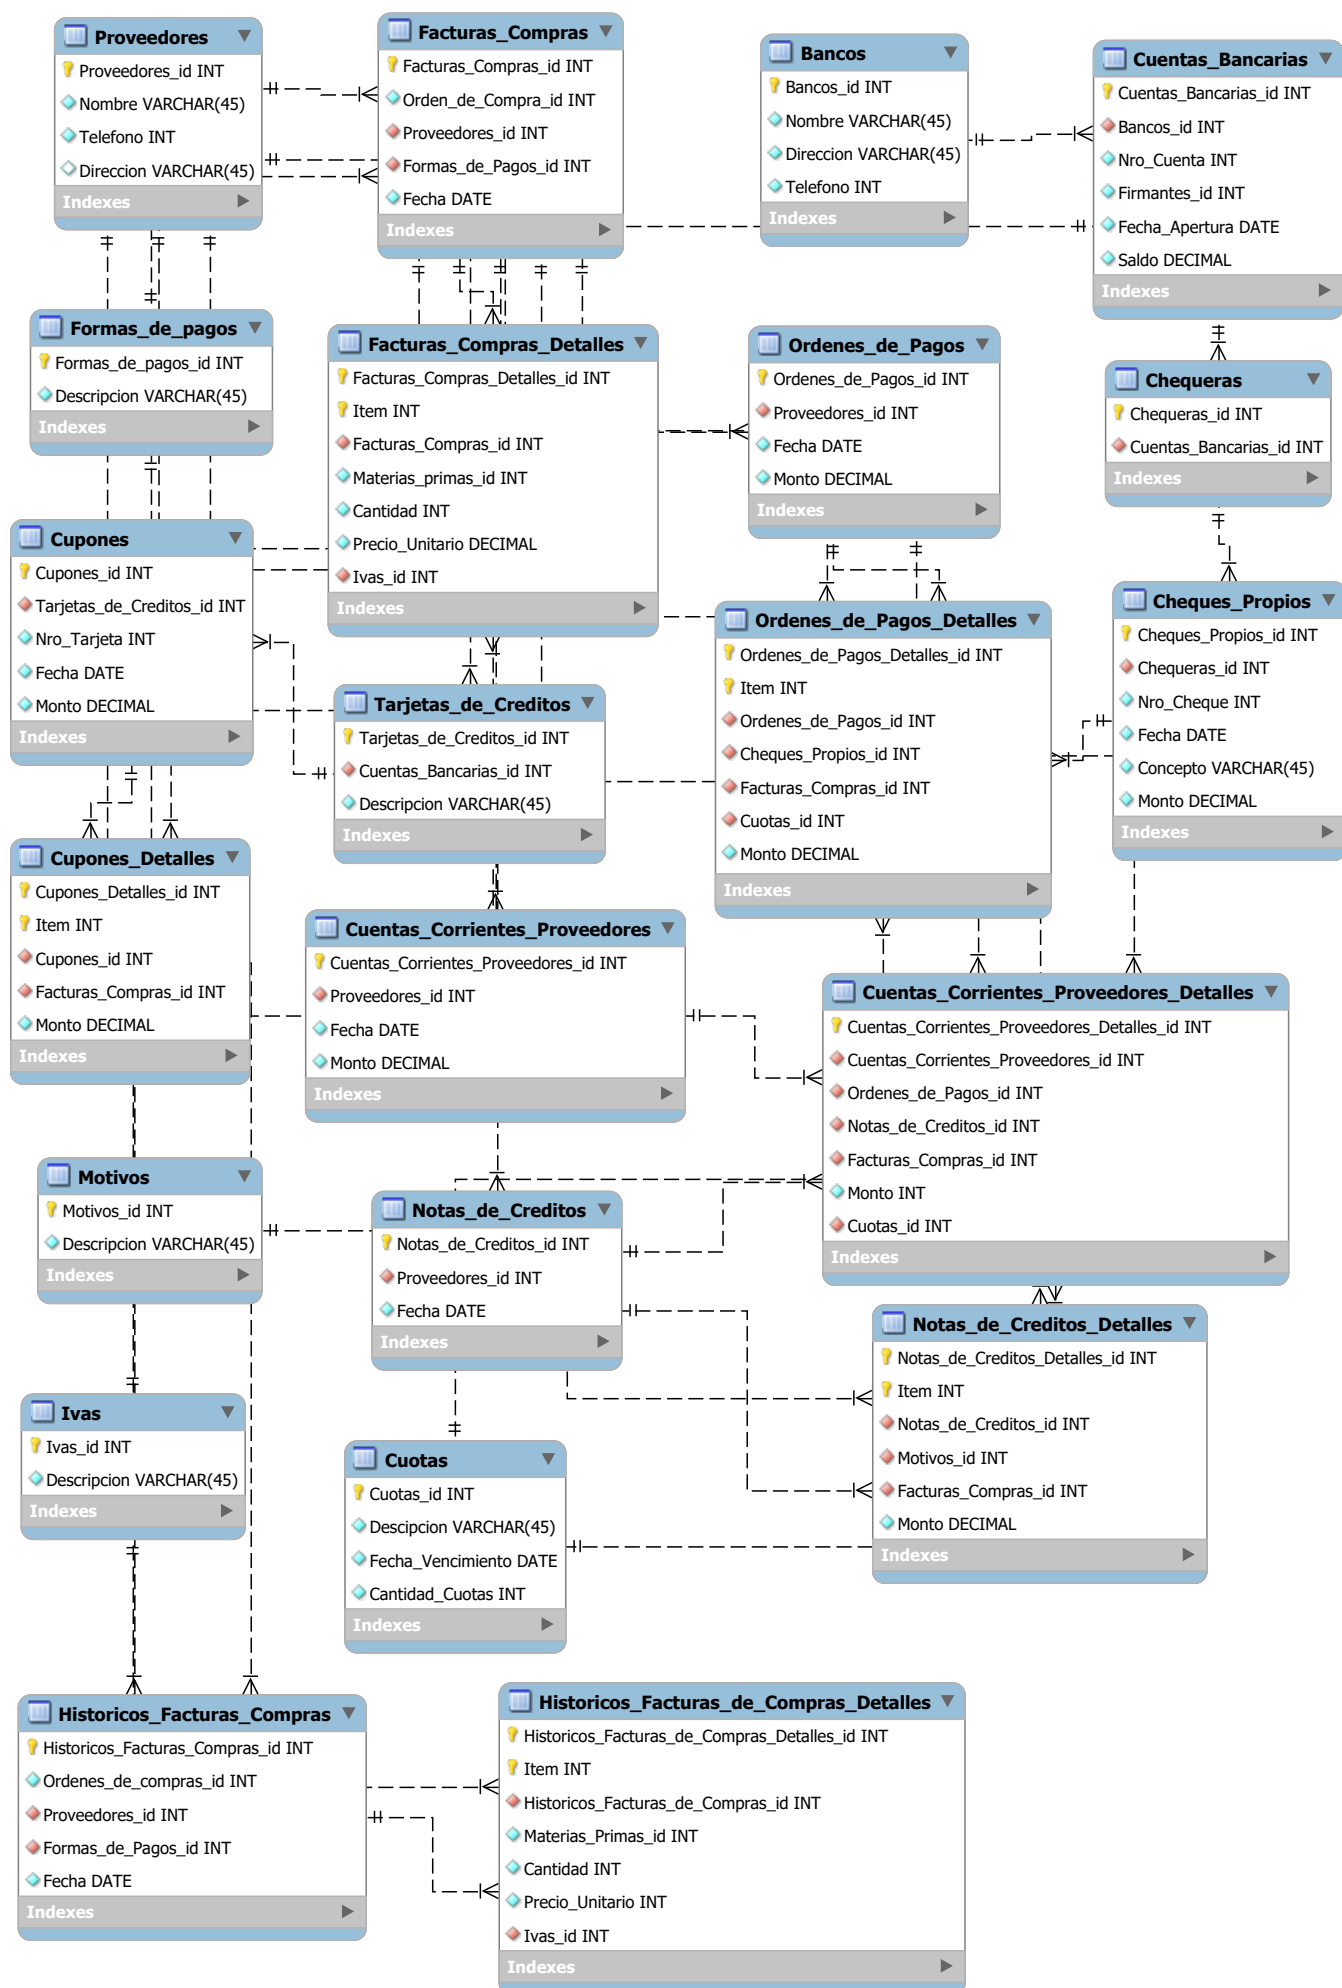 Proveedores
Proveedores_id INT
Nombre VARCHAR(45)
Telefono INT
Direccion VARCHAR(45)
Indexes
Facturas_Compras
Facturas_Compras_id INT
Orden_de_Compra_id INT
Proveedores_id INT
Formas_de_Pagos_id INT
Fecha DATE
Indexes
Bancos
Bancos_id INT
Nombre VARCHAR(45)
Direccion VARCHAR(45)
Telefono INT
Indexes
Cuentas_Bancarias
Cuentas_Bancarias_id INT
Bancos_id INT
Nro_Cuenta INT
Firmantes_id INT
Fecha_Apertura DATE
Saldo DECIMAL
Indexes
Formas_de_pagos
Formas_de_pagos_id INT
Descripcion VARCHAR(45)
Indexes
Facturas_Compras_Detalles
Facturas_Compras_Detalles_id INT
Item INT
Facturas_Compras_id INT
Materias_primas_id INT
Cantidad INT
Precio_Unitario DECIMAL
Ivas_id INT
Indexes
Ordenes_de_Pagos
Ordenes_de_Pagos_id INT
Proveedores_id INT
Fecha DATE
Monto DECIMAL
Indexes
Chequeras
Chequeras_id INT
Cuentas_Bancarias_id INT
Indexes
Cupones
Cupones_id INT
Tarjetas_de_Creditos_id INT
Nro_Tarjeta INT
Fecha DATE
Monto DECIMAL
Indexes
Tarjetas_de_Creditos
Tarjetas_de_Creditos_id INT
Cuentas_Bancarias_id INT
Descripcion VARCHAR(45)
Indexes
Ordenes_de_Pagos_Detalles
Ordenes_de_Pagos_Detalles_id INT
Item INT
Ordenes_de_Pagos_id INT
Cheques_Propios_id INT
Facturas_Compras_id INT
Cuotas_id INT
Monto DECIMAL
Indexes
Cheques_Propios
Cheques_Propios_id INT
Chequeras_id INT
Nro_Cheque INT
Fecha DATE
Concepto VARCHAR(45)
Monto DECIMAL
Indexes
Cupones_Detalles
Cupones_Detalles_id INT
Item INT
Cupones_id INT
Facturas_Compras_id INT
Monto DECIMAL
Indexes
Cuentas_Corrientes_Proveedores
Cuentas_Corrientes_Proveedores_id INT
Proveedores_id INT
Fecha DATE
Monto DECIMAL
Indexes
Cuentas_Corrientes_Proveedores_Detalles
Cuentas_Corrientes_Proveedores_Detalles_id INT
Cuentas_Corrientes_Proveedores_id INT
Ordenes_de_Pagos_id INT
Notas_de_Creditos_id INT
Facturas_Compras_id INT
Monto INT
Cuotas_id INT
Indexes
Motivos
Motivos_id INT
Descripcion VARCHAR(45)
Indexes
Notas_de_Creditos
Notas_de_Creditos_id INT
Proveedores_id INT
Fecha DATE
Indexes
Notas_de_Creditos_Detalles
Notas_de_Creditos_Detalles_id INT
Item INT
Notas_de_Creditos_id INT
Motivos_id INT
Facturas_Compras_id INT
Monto DECIMAL
Indexes
Ivas
Ivas_id INT
Descripcion VARCHAR(45)
Indexes
Cuotas
Cuotas_id INT
Descipcion VARCHAR(45)
Fecha_Vencimiento DATE
Cantidad_Cuotas INT
Indexes
Historicos_Facturas_Compras
Historicos_Facturas_Compras_id INT
Ordenes_de_compras_id INT
Proveedores_id INT
Formas_de_Pagos_id INT
Fecha DATE
Indexes
Historicos_Facturas_de_Compras_Detalles
Historicos_Facturas_de_Compras_Detalles_id INT
Item INT
Historicos_Facturas_de_Compras_id INT
Materias_Primas_id INT
Cantidad INT
Precio_Unitario INT
Ivas_id INT
Indexes